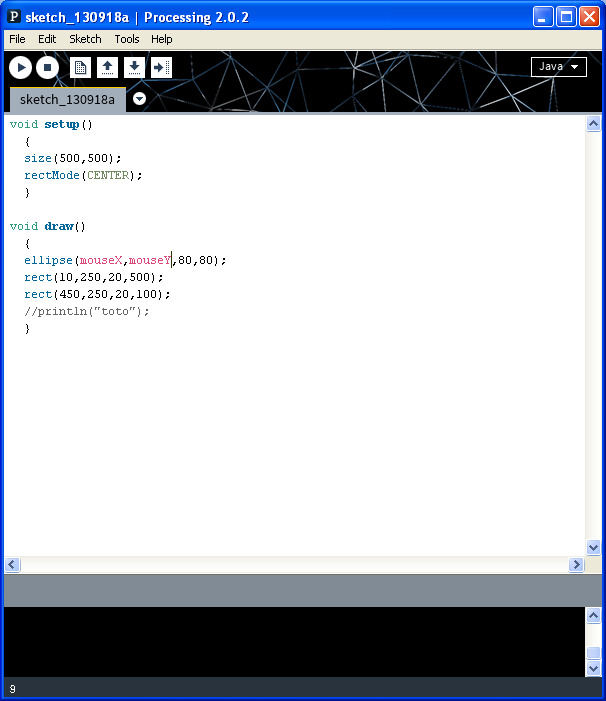 sketch_130918a | Processing 2.0.2
File Edit Sketch Tools Help
Java
sketch_130918a
void setup()
{
size(500,500);
rectMode(CENTER);
}
void draw()
{
ellipse(mouseX,mouseY,80,80);
rect(10,250,20,500);
rect(450,250,20,100);
//println("toto");
}
9